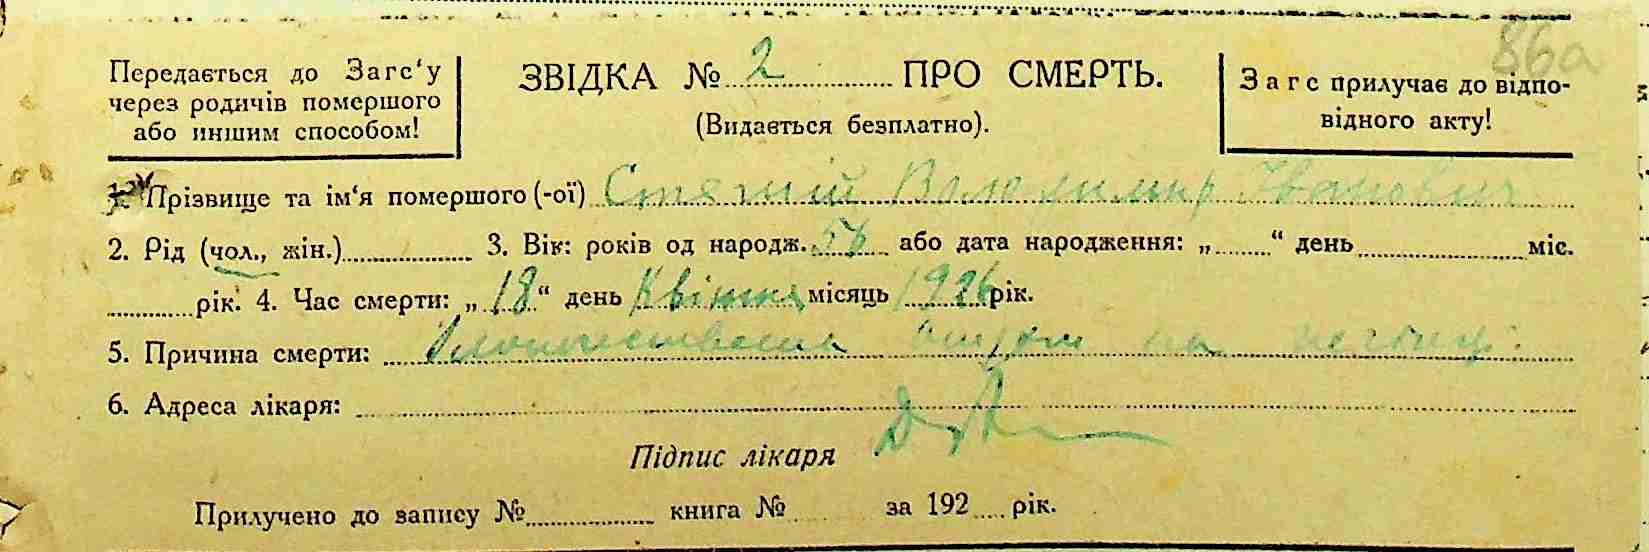 86а
Передається до Загс‘у
через родичів помершого
або иншим способом!
ЗВІДКА № 2 ПРО СМЕРТЬ.
(Видається безплатно).
Загс прилучає до відпо-
відного акту!
1. Прізвище та ім‘я помершого (-ої) Володимир Іванович
2. Рід (чол., жін.) 3. Вік: років од народж. або дата народження: „ “ день міс.
рік. 4. Час смерти: „ 18 “ день Квітня місяць 1926 рік.
5. Причина смерти: на
6. Адреса лікаря:
Підпис лікаря
Прилучено до запису № книга № за 192 рік.